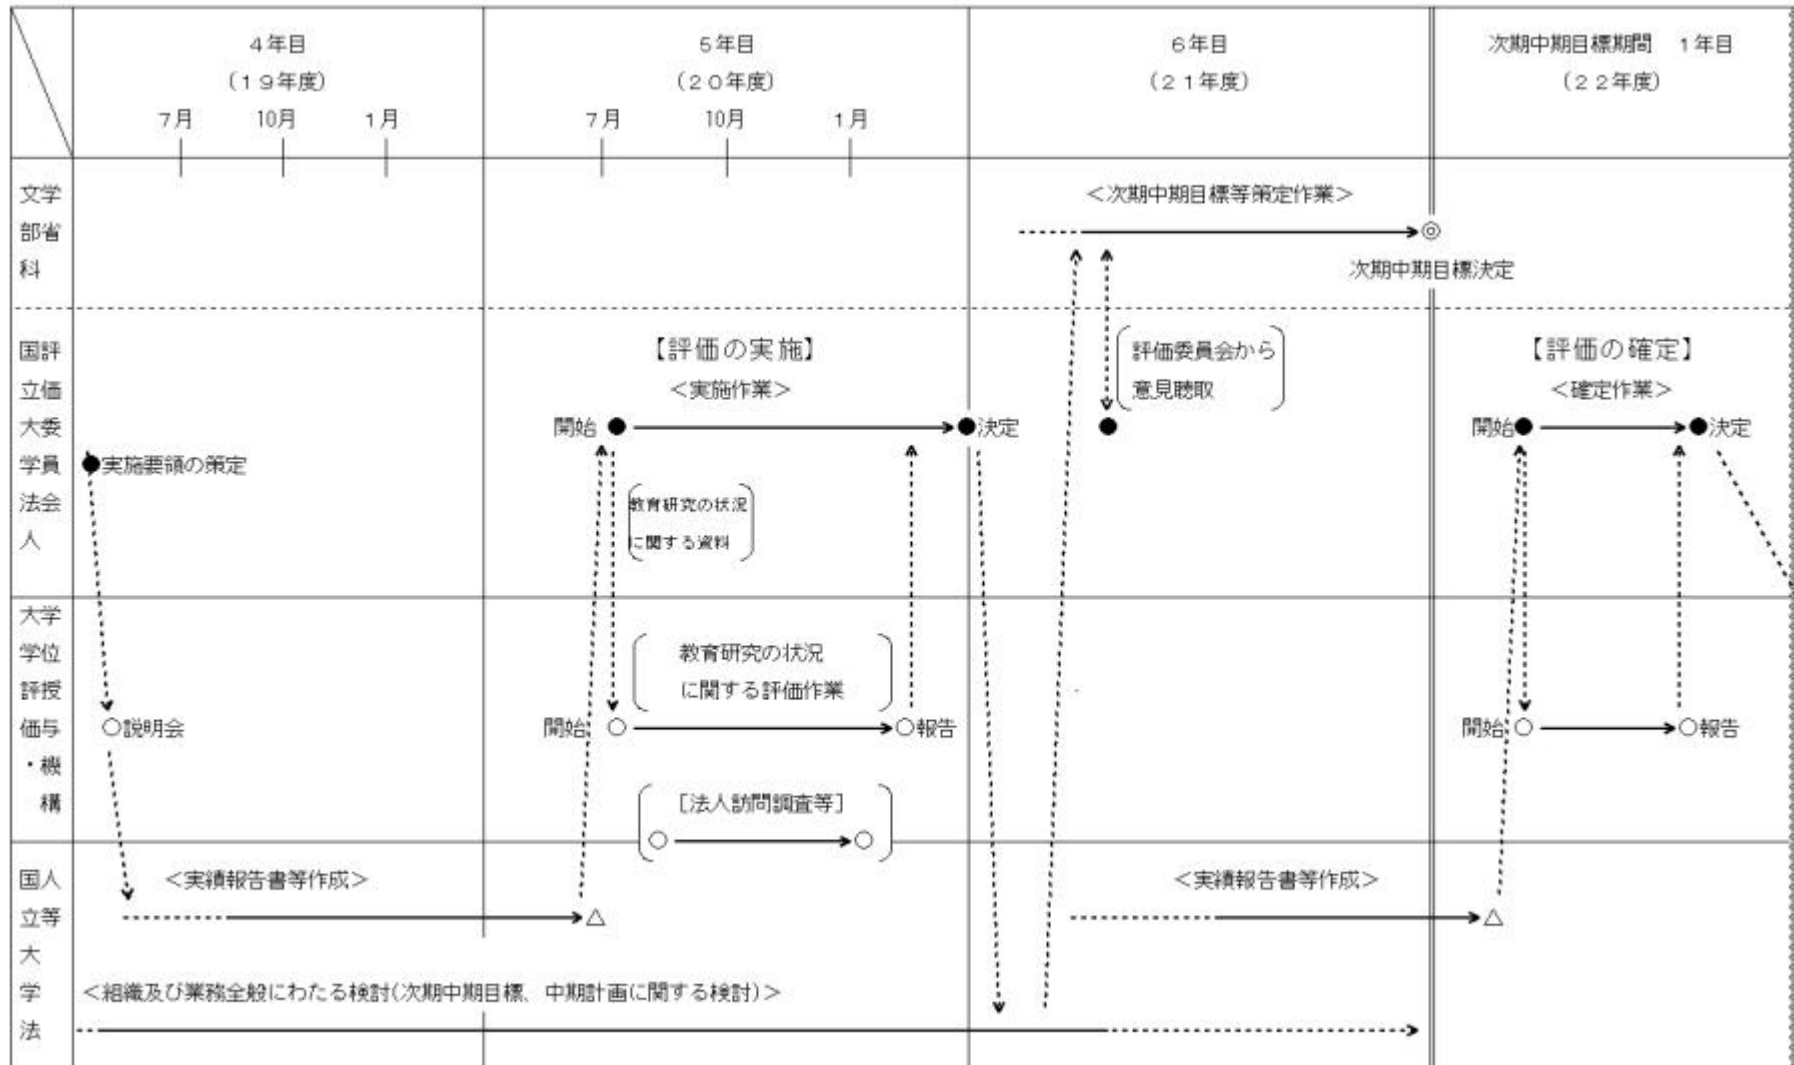 4年目
(19年度)
7月 10月 1月
5年目
(20年度)
7月 10月 1月
6年目
(21年度)
次期中期目標期間 1年目
(22年度)
文学
部省
科
<次期中期目標等策定作業>
◎
次期中期目標決定
国評
立価
大委
学員
法会
人
●実施要領の策定
【評価の実施】
<実施作業>
開始● ●決定
教育研究の状況
に関する資料
評価委員会から
意見聴取
●
【評価の確定】
<確定作業>
開始● ●決定
大学
学位
評授
価与
・機
構
○説明会
教育研究の状況
に関する評価作業
開始 ○ ○報告
[法人訪問調査等]
○ ○
開始 ○ ○報告
国人
立等
大
学
法
<実績報告書等作成>
△
<実績報告書等作成>
△
<組織及び業務全般にわたる検討(次期中期目標、中期計画に関する検討)>